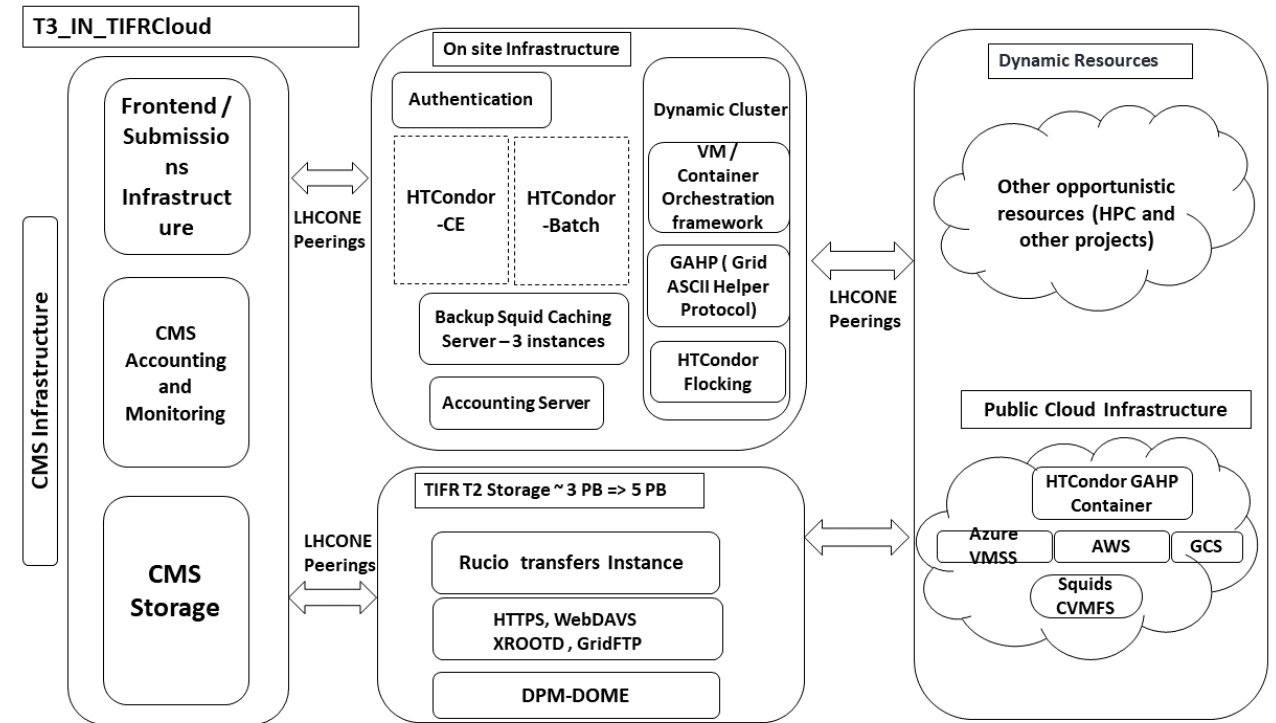 T3_IN_TIFRCloud
CMS Infrastructure
Frontend /
Submissio
ns
Infrastruct
ure
CMS
Accounting
and
Monitoring
CMS
Storage
LHCONE
Peerings
LHCONE
Peerings
On site Infrastructure
Authentication
HTCondor
-CE
HTCondor
-Batch
Backup Squid Caching
Server – 3 instances
Accounting Server
Dynamic Cluster
VM /
Container
Orchestration
framework
GAHP ( Grid
ASCII Helper
Protocol)
HTCondor
Flocking
TIFR T2 Storage ~ 3 PB => 5 PB
Rucio transfers Instance
HTTPS, WebDAVS
XROOTD , GridFTP
DPM-DOME
LHCONE
Peerings
Dynamic Resources
Other opportunistic
resources (HPC and
other projects)
Public Cloud Infrastructure
HTCondor GAHP
Container
Azure
VMSS
AWS
GCS
Squids
CVMFS